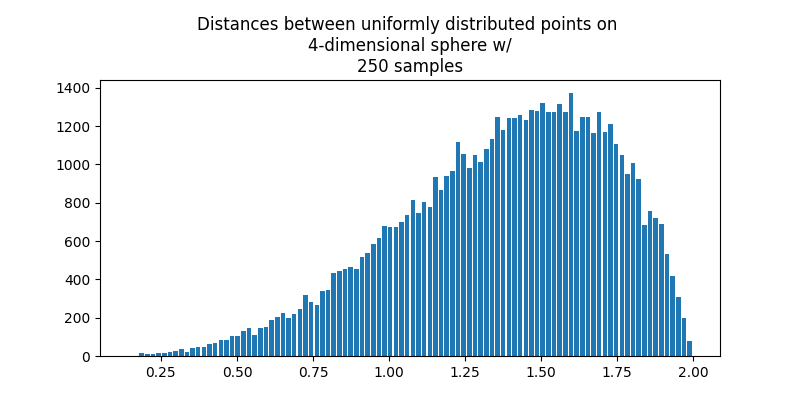 Distances between uniformly distributed points on
4-dimensional sphere w/
250 samples
1400
1200
1000
800
600
400
200
0
0.25 0.50 0.75 1.00 1.25 1.50 1.75 2.00